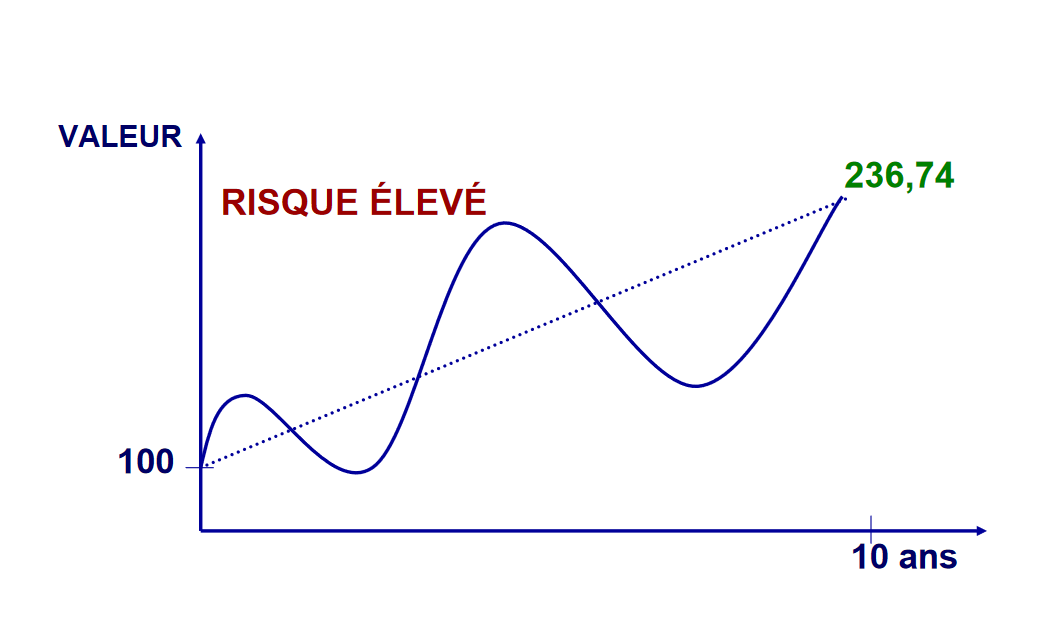 VALEUR
RISQUE ÉLEVÉ
236,74
100
10 ans